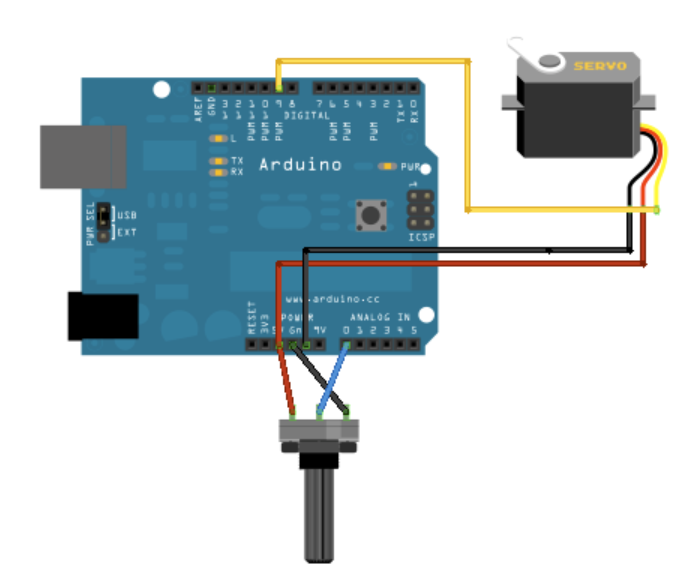 SERVO
AREF
GND
13
12
11
10
9
8
7
6
5
4
3
2
1
0
PWM
PWM
PWM
PWM
PWM
PWM
TX
RX
DIGITAL
L
TX
RX
Arduino
PWR
1
PWR SEL
USB
EXT
ICSP
www.arduino.cc
POWER
ANALOG IN
RESET
3V3
5V
Gnd
9V
0 1 2 3 4 5